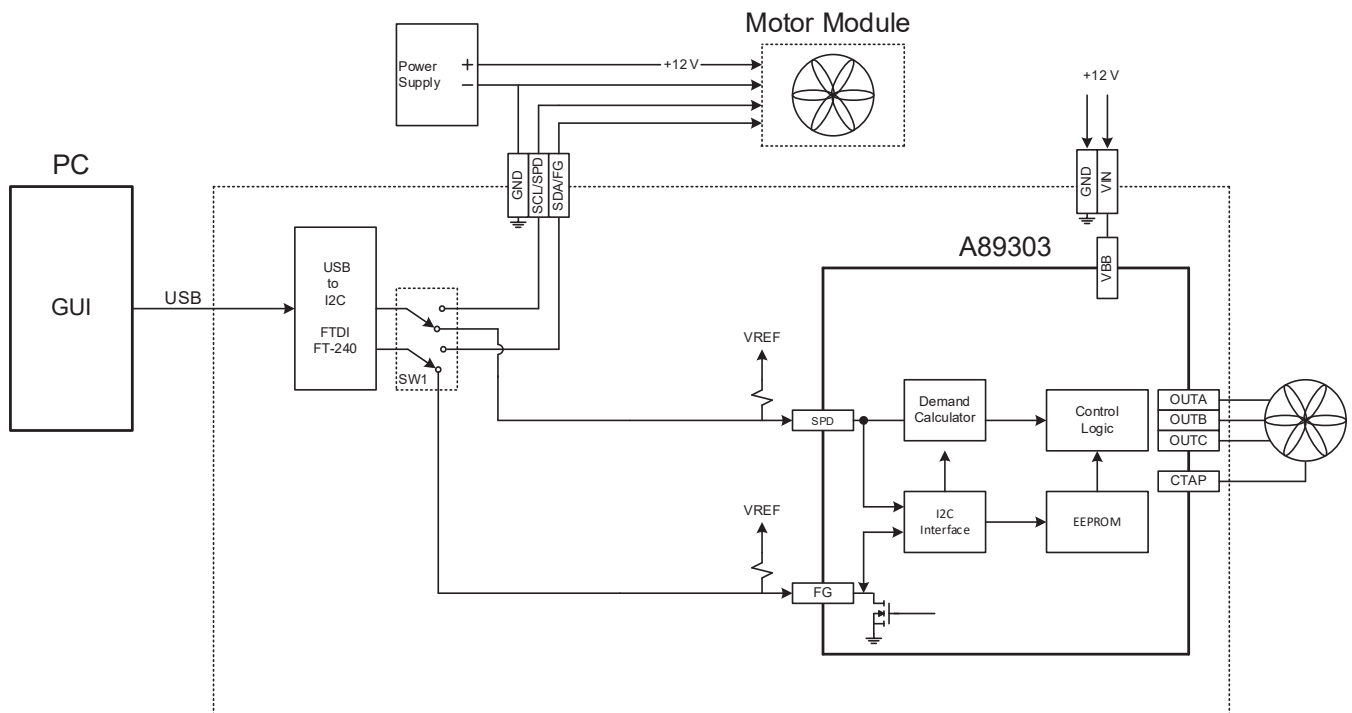 Motor Module
Power
Supply
+
−
+12 V
+12 V
GND
SCL/SPD
SDA/FG
GND
VIN
PC
GUI
USB
USB
to
I2C
FTDI
FT-240
SW1
A89303
VBB
VREF
SPD
Demand
Calculator
Control
Logic
OUTA
OUTB
OUTC
CTAP
I2C
Interface
EEPROM
VREF
FG